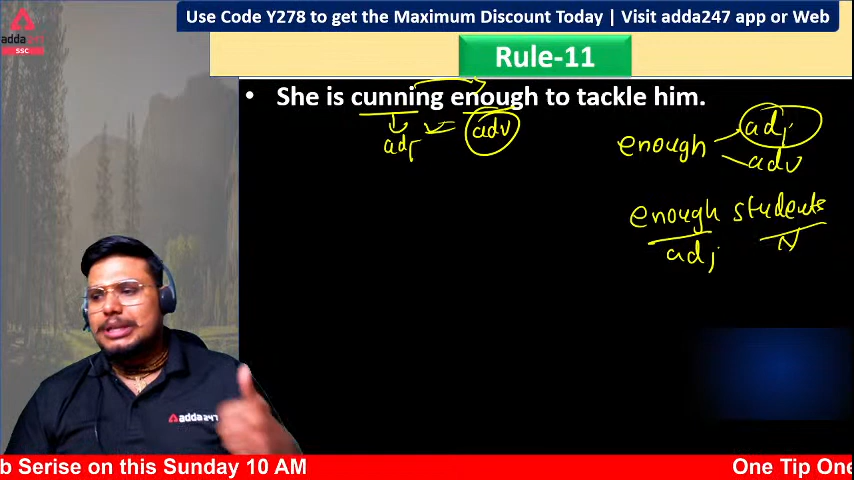 Use Code Y278 to get the Maximum Discount Today | Visit adda247 app or Web
adda247
SSC
Rule-11
• She is cunning enough to tackle him.
adj adv
enough adj
adv
enough students
adj N
adda247
b Serise on this Sunday 10 AM One Tip One